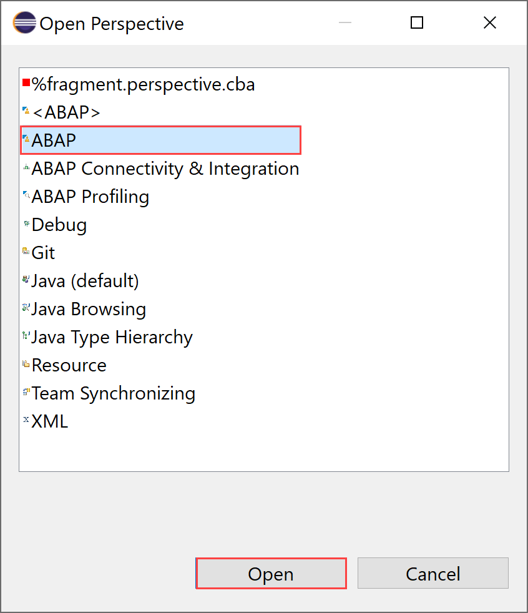 Open Perspective
%fragment.perspective.cba
<ABAP>
ABAP
ABAP Connectivity & Integration
ABAP Profiling
Debug
Git
Java (default)
Java Browsing
Java Type Hierarchy
Resource
Team Synchronizing
XML
Open
Cancel